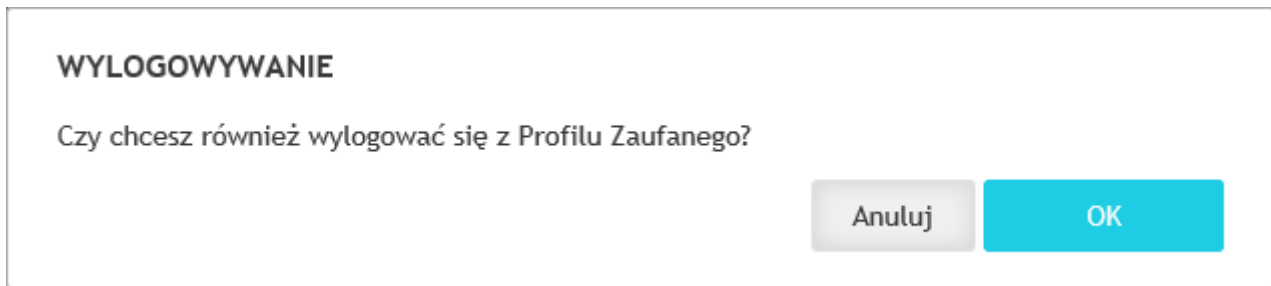 WYLOGOWYWANIE
Czy chcesz również wylogować się z Profilu Zaufanego?
Anuluj OK